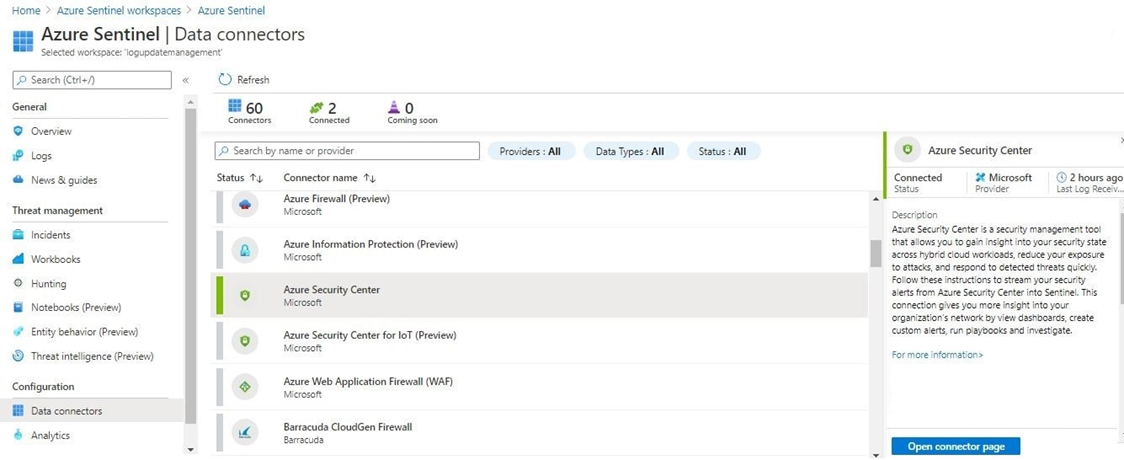 Home > Azure Sentinel workspaces > Azure Sentinel
Azure Sentinel | Data connectors
Selected workspace: 'logupdatemanagement'
Search (Ctrl+/)
«
General
Overview
Logs
News & guides
Threat management
Incidents
Workbooks
Hunting
Notebooks (Preview)
Entity behavior (Preview)
Threat intelligence (Preview)
Configuration
Data connectors
Analytics
Refresh
60
Connectors
2
Connected
0
Coming soon
Search by name or provider
Providers : All
Data Types : All
Status : All
Status ↑↓ Connector name ↑↓
Azure Firewall (Preview)
Microsoft
Azure Information Protection (Preview)
Microsoft
Azure Security Center
Microsoft
Azure Security Center for IoT (Preview)
Microsoft
Azure Web Application Firewall (WAF)
Microsoft
Barracuda CloudGen Firewall
Barracuda
Azure Security Center
Connected
Status
Microsoft
Provider
2 hours ago
Last Log Receiv...
Description
Azure Security Center is a security management tool
that allows you to gain insight into your security state
across hybrid cloud workloads, reduce your exposure
to attacks, and respond to detected threats quickly.
Follow these instructions to stream your security
alerts from Azure Security Center into Sentinel. This
connection gives you more insight into your
organization's network by view dashboards, create
custom alerts, run playbooks and investigate.
For more information>
Open connector page